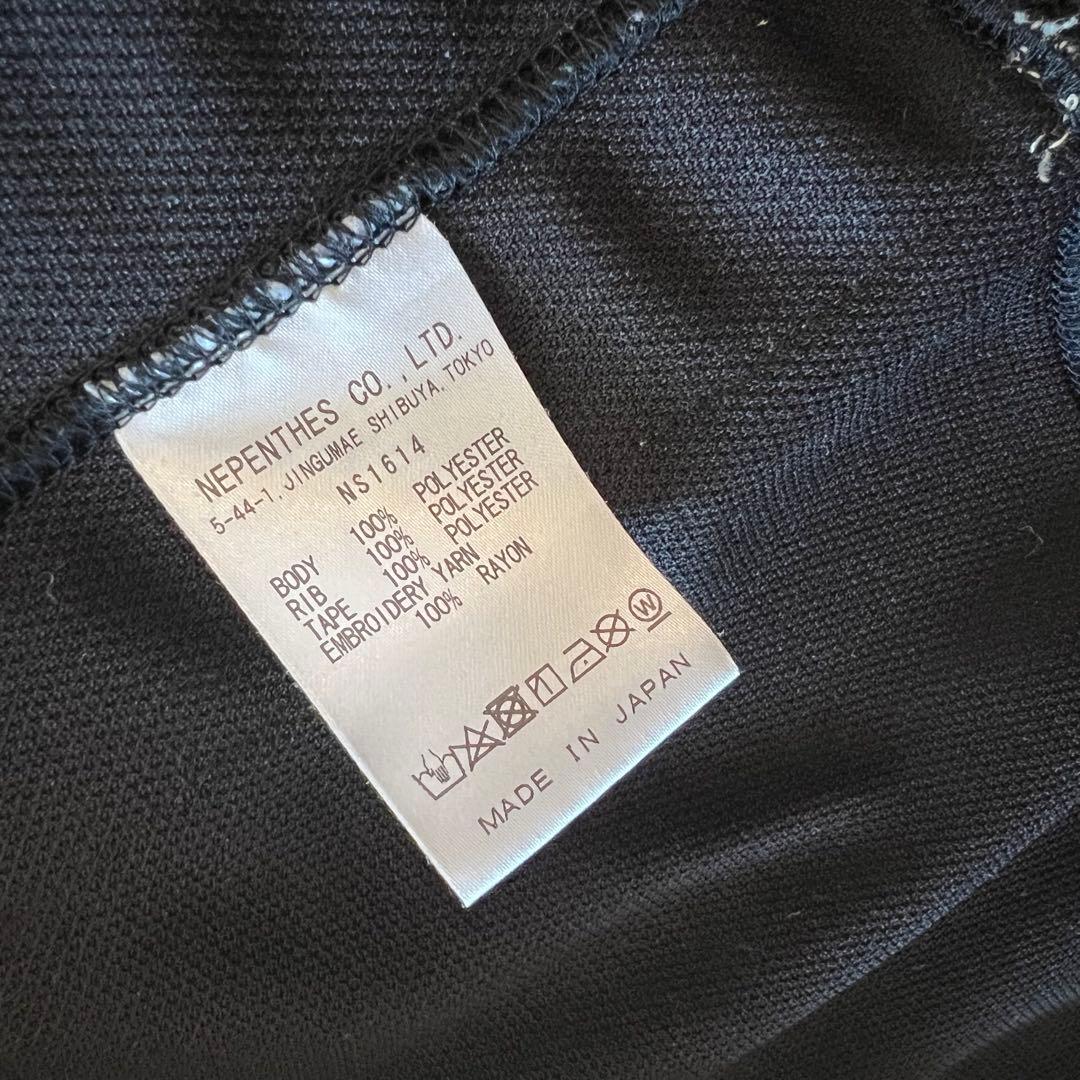 NEPENTHES CO.,LTD.
5-44-1,JINGUMAE SHIBUYA,TOKYO
NS1614
BODY 100% POLYESTER
RIB 100% POLYESTER
TAPE 100% POLYESTER
EMBROIDERY YARN
100% RAYON
W
MADE IN JAPAN